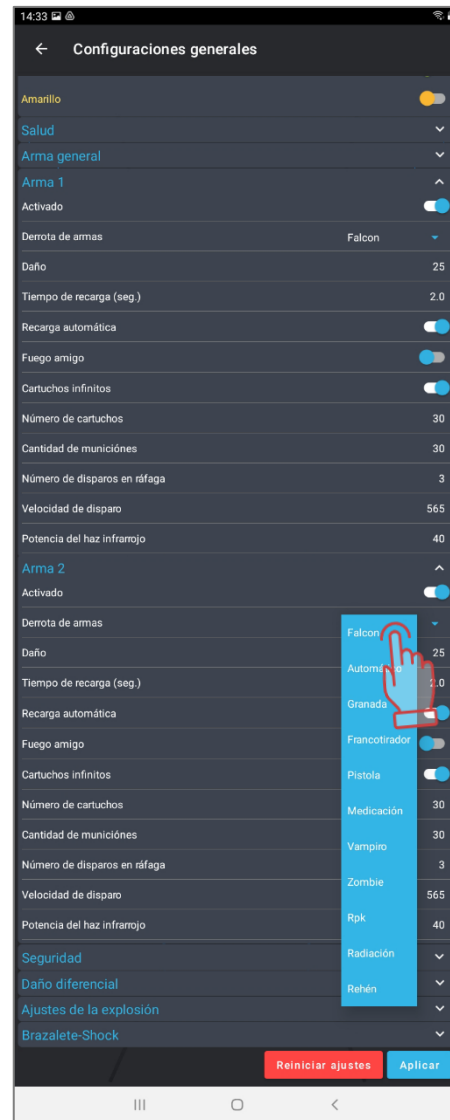 14:33
Configuraciones generales
Amarillo
Salud
Arma general
Arma 1
Activado
Derrota de armas Falcon
Daño 25
Tiempo de recarga (seg.) 2.0
Recarga automática
Fuego amigo
Cartuchos infinitos
Número de cartuchos 30
Cantidad de municiónes 30
Número de disparos en ráfaga 3
Velocidad de disparo 565
Potencia del haz infrarrojo 40
Arma 2
Activado
Derrota de armas Falcon
Daño 25
Automático
Tiempo de recarga (seg.) 2.0
Granada
Recarga automática
Francotirador
Fuego amigo
Cartuchos infinitos Pistola
Número de cartuchos 30
Medicación
Cantidad de municiónes 30
Vampiro
Número de disparos en ráfaga 3
Zombie
Velocidad de disparo 565
Rpk
Potencia del haz infrarrojo 40
Seguridad Radiación
Daño diferencial
Rehén
Ajustes de la explosión
Brazalete-Shock
Reiniciar ajustes Aplicar